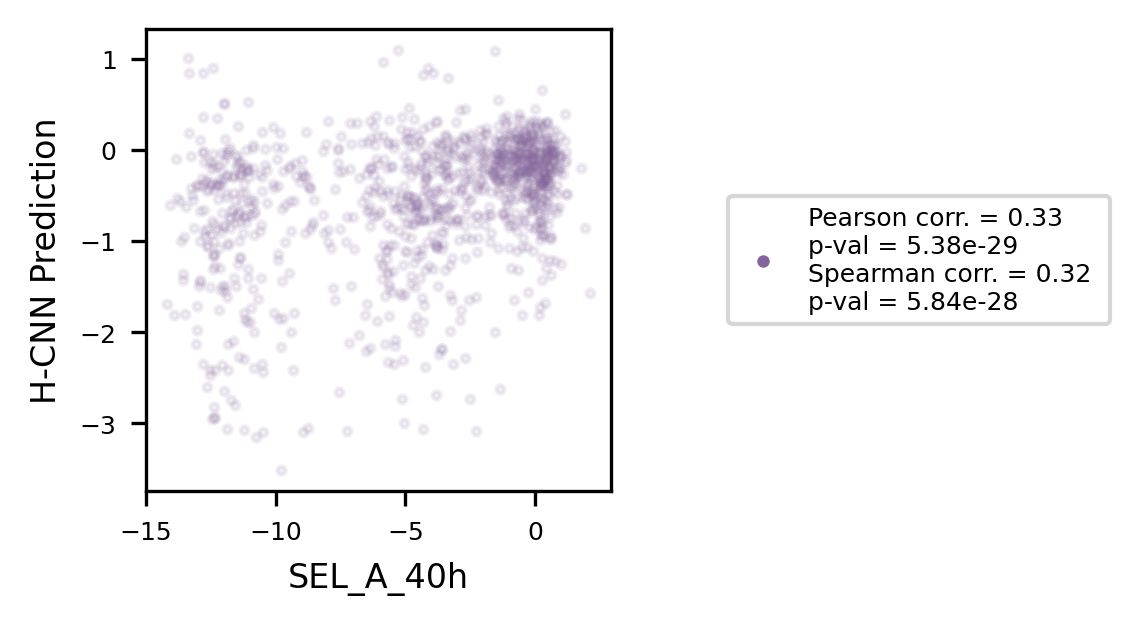 1
0
−1
−2
−3
H-CNN Prediction
−15
−10
−5
0
SEL_A_40h
Pearson corr. = 0.33
p-val = 5.38e-29
Spearman corr. = 0.32
p-val = 5.84e-28